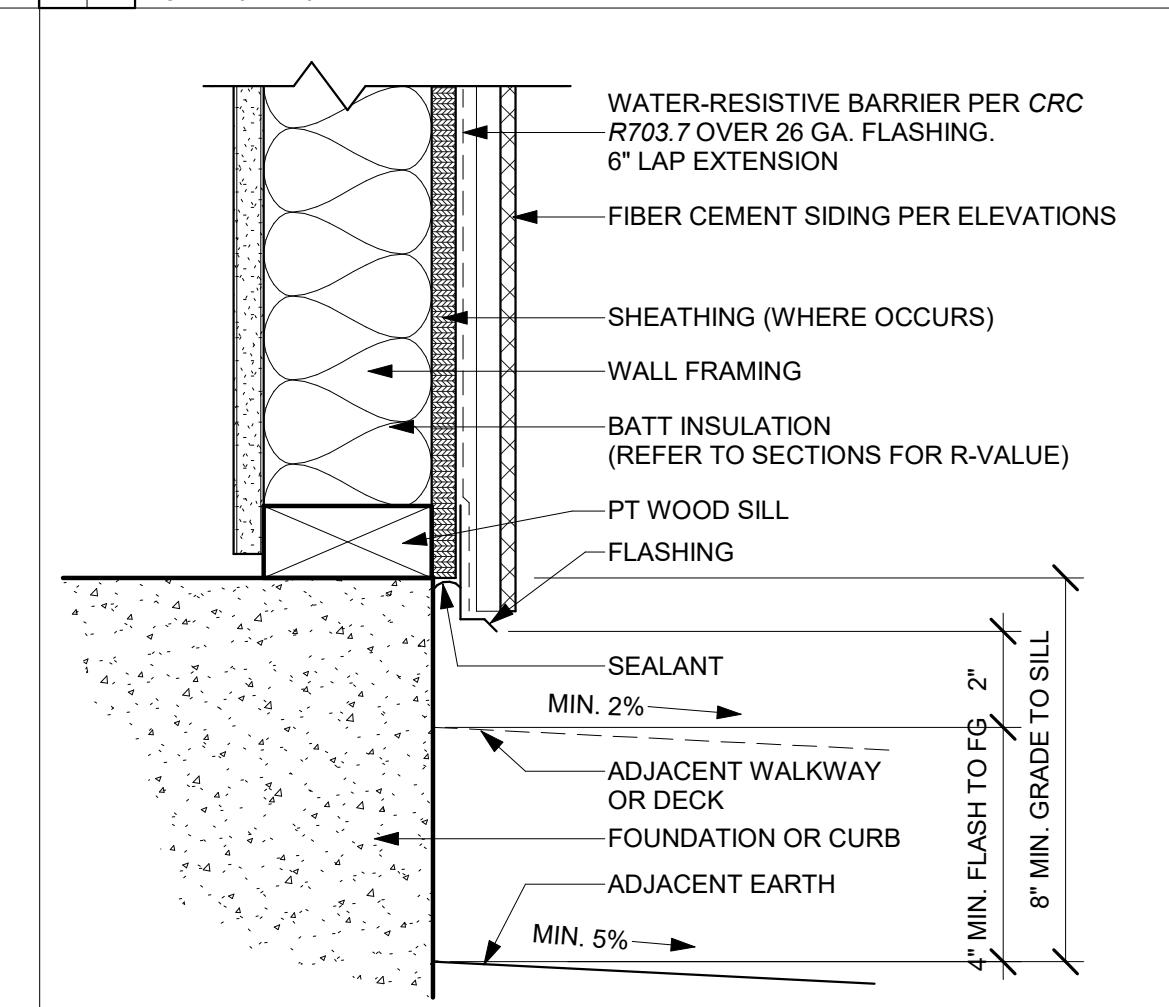 WATER-RESISTIVE BARRIER PER CRC
R703.7 OVER 26 GA. FLASHING.
6" LAP EXTENSION
FIBER CEMENT SIDING PER ELEVATIONS
SHEATHING (WHERE OCCURS)
WALL FRAMING
BATT INSULATION
(REFER TO SECTIONS FOR R-VALUE)
PT WOOD SILL
FLASHING
SEALANT
MIN. 2%
ADJACENT WALKWAY
OR DECK
FOUNDATION OR CURB
ADJACENT EARTH
MIN. 5%
2"
4" MIN. FLASH TO FG
8" MIN. GRADE TO SILL